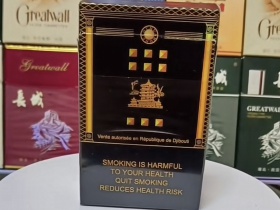 Greatwall
Greatwall
長城
GREATWALL
Vente autorisée en République de Djibouti
SMOKING IS HARMFUL
TO YOUR HEALTH
QUIT SMOKING
REDUCES HEALTH RISK